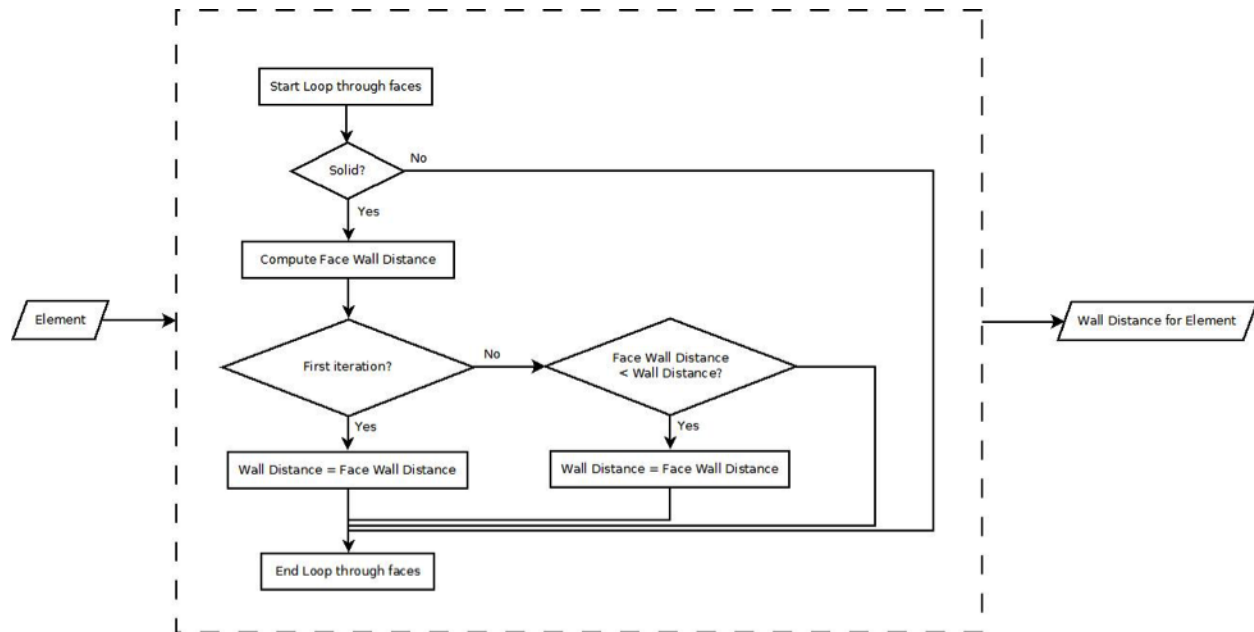 Start Loop through faces
Solid?
No
Yes
Compute Face Wall Distance
Element
First iteration?
No
Face Wall Distance
< Wall Distance?
Wall Distance for Element
Yes
Yes
Wall Distance = Face Wall Distance
Wall Distance = Face Wall Distance
End Loop through faces